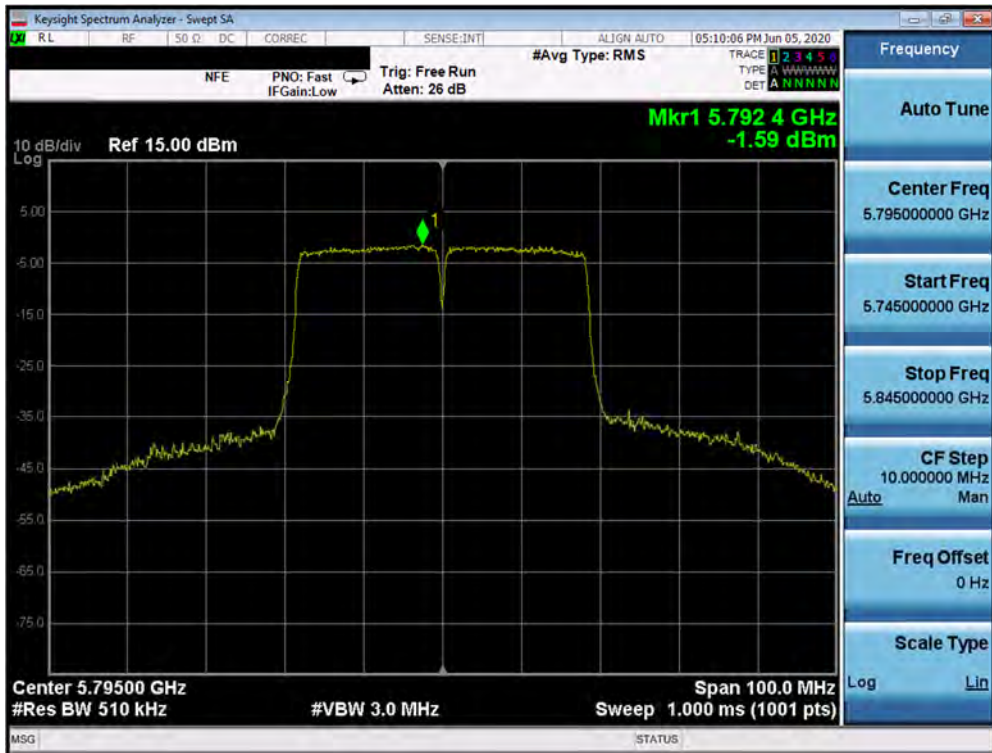 Keysight Spectrum Analyzer - Swept SA
LXI RL RF 50 Ω DC CORREC SENSE:INT ALIGN AUTO 05:10:06 PM Jun 05, 2020
NFE PNO: Fast Trig: Free Run #Avg Type: RMS TRACE 1 2 3 4 5 6
IFGain:Low Atten: 26 dB TYPE A WWWWW
DET A N N N N N
Mkr1 5.792 4 GHz
-1.59 dBm
10 dB/div Ref 15.00 dBm
Log
1
5.00
-5.00
-15.0
-25.0
-35.0
-45.0
-55.0
-65.0
-75.0
Center 5.79500 GHz Span 100.0 MHz
#Res BW 510 kHz #VBW 3.0 MHz Sweep 1.000 ms (1001 pts)
MSG STATUS
Frequency
Auto Tune
Center Freq
5.795000000 GHz
Start Freq
5.745000000 GHz
Stop Freq
5.845000000 GHz
CF Step
10.000000 MHz
Auto Man
Freq Offset
0 Hz
Scale Type
Log Lin